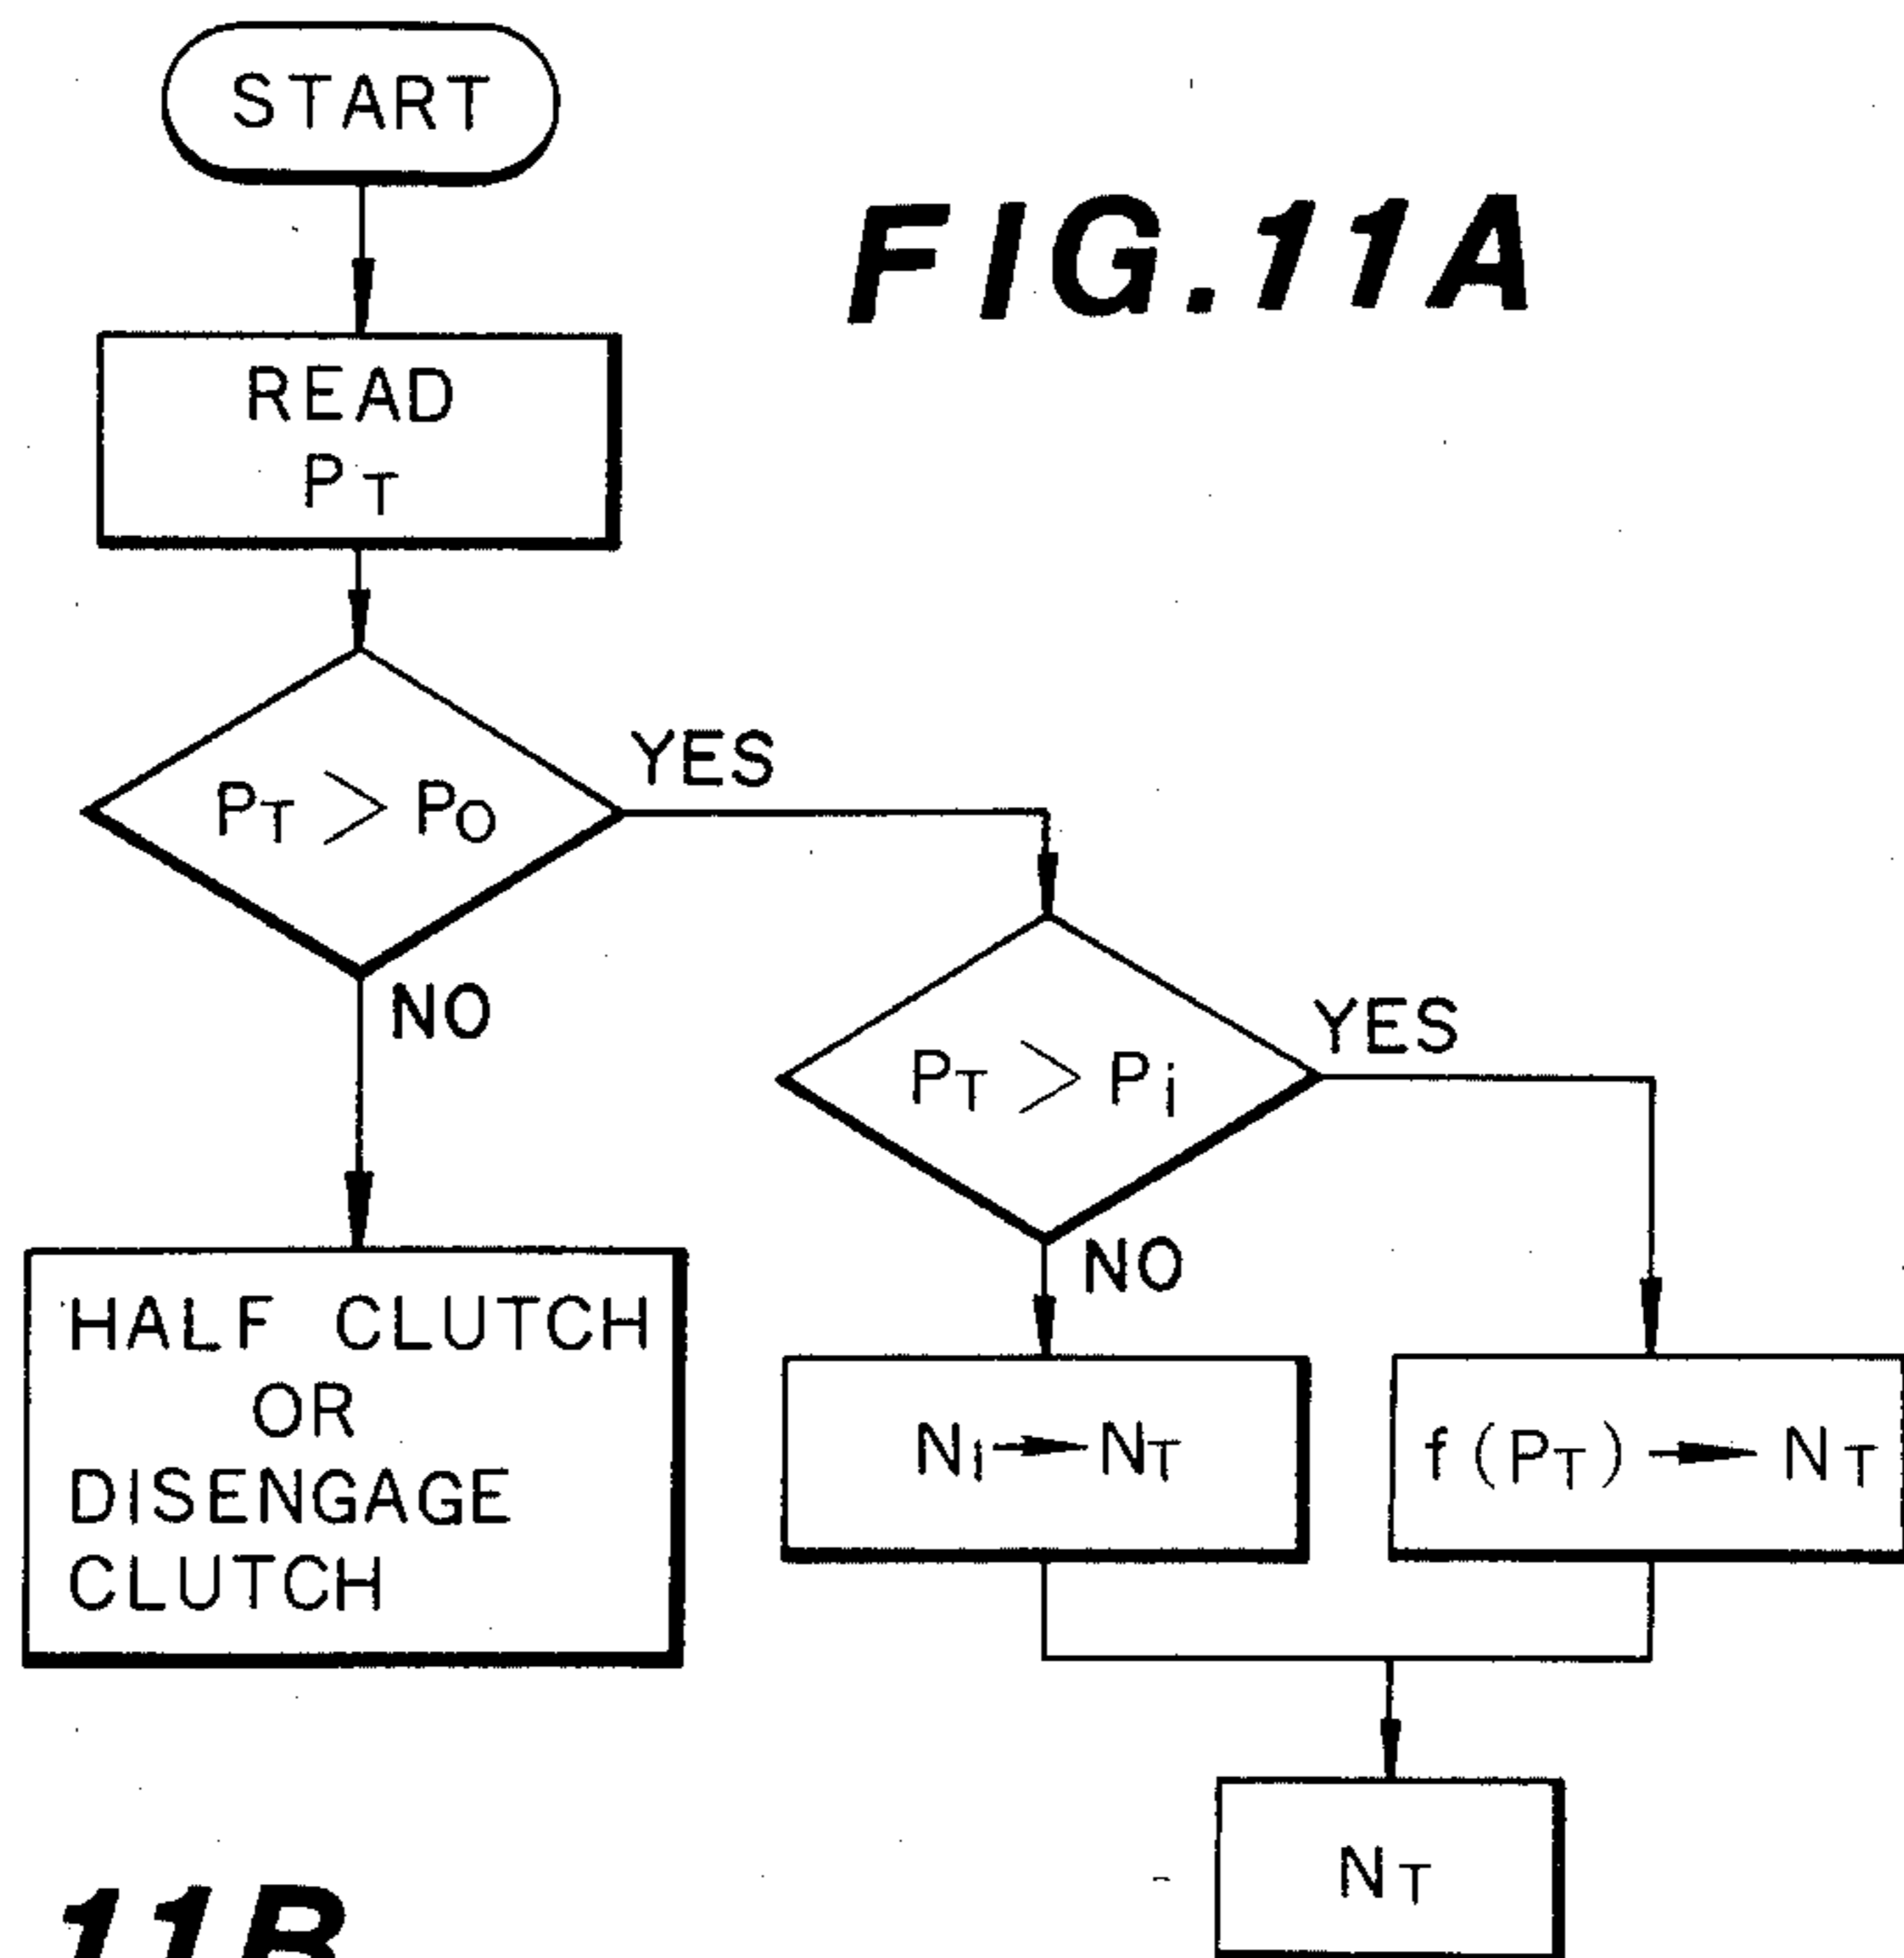 START
FIG.11A
READ
PT
PT > PO
YES
NO
PT > Pi
YES
NO
HALF CLUTCH
OR
DISENGAGE
CLUTCH
Ni → NT
f (PT) → NT
NT
11B